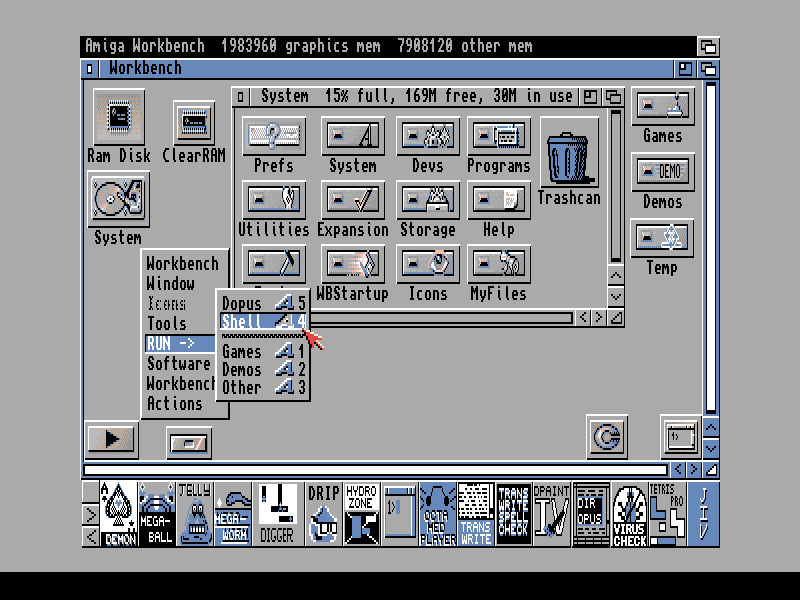 Amiga Workbench 1983960 graphics mem 7908120 other mem
Workbench
System 15% full, 169M free, 30M in use
Ram Disk
ClearRAM
System
Prefs
System
Devs
Programs
Trashcan
Utilities
Expansion
Storage
Help
WBStartup
Icons
MyFiles
Games
DEMO
Demos
Temp
Workbench
Window
Icons
Tools
RUN ->
Software
Workbench
Actions
Dopus A 5
Shell A 4
Games A 1
Demos A 2
Other A 3
A DEMON
MEGA-
BALL
JELLY
MEGA-
WORM
DIGGER
DRIP
HYDRO
ZONE
1>
OCTA
MED
PLAYER
TRANS
WRITE
TRANS
WRITE
SPELL
CHECK
DPAINT
IV
DIR
OPUS
VIRUS
CHECK
TETRIS
PRO